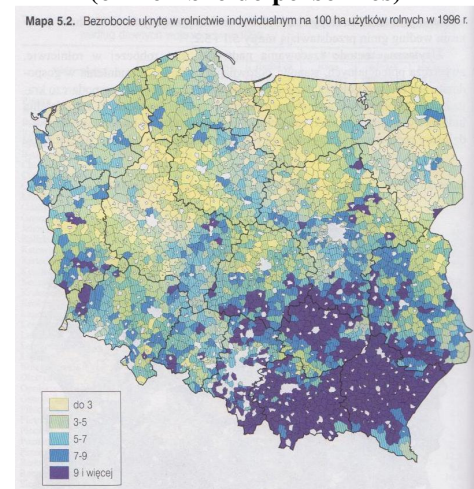 Mapa 5.2. Bezrobocie ukryte w rolnictwie indywidualnym na 100 ha użytków rolnych w 1996 r.
do 3
3-5
5-7
7-9
9 i więcej